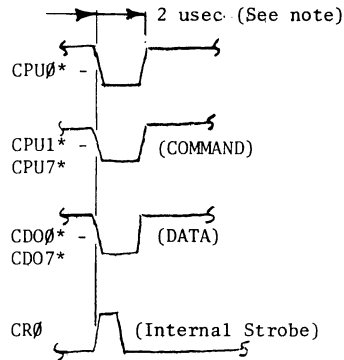 2 usec (See note)
CPUØ*
CPU1*
(COMMAND)
CPU7*
CDOØ*
(DATA)
CDO7*
CRØ
(Internal Strobe)